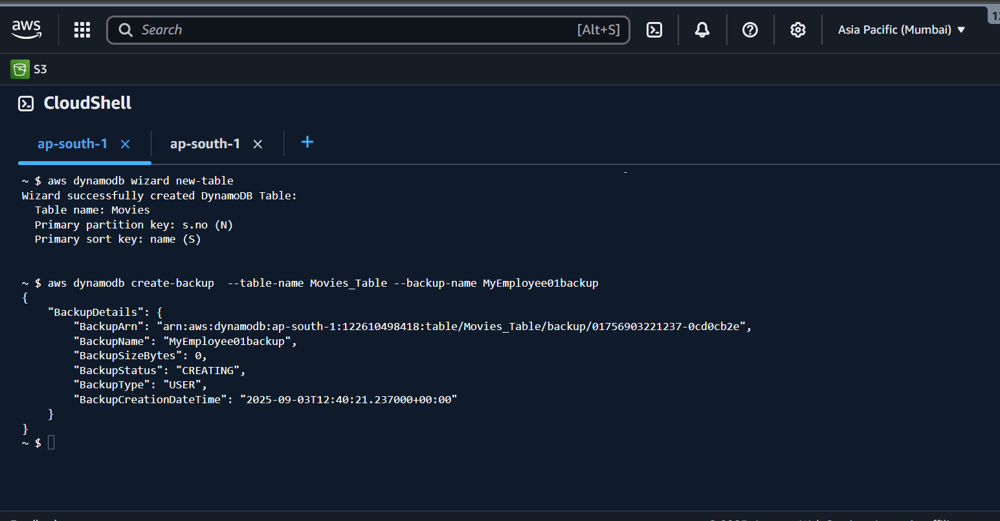 aws
Search [Alt+S] Asia Pacific (Mumbai) ▼
S3
CloudShell
ap-south-1 × ap-south-1 × +
~ $ aws dynamodb wizard new-table
Wizard successfully created DynamoDB Table:
  Table name: Movies
  Primary partition key: s.no (N)
  Primary sort key: name (S)
~ $ aws dynamodb create-backup  --table-name Movies_Table --backup-name MyEmployee01backup
{
    "BackupDetails": {
        "BackupArn": "arn:aws:dynamodb:ap-south-1:122610498418:table/Movies_Table/backup/01756903221237-0cd0cb2e",
        "BackupName": "MyEmployee01backup",
        "BackupSizeBytes": 0,
        "BackupStatus": "CREATING",
        "BackupType": "USER",
        "BackupCreationDateTime": "2025-09-03T12:40:21.237000+00:00"
    }
}
~ $